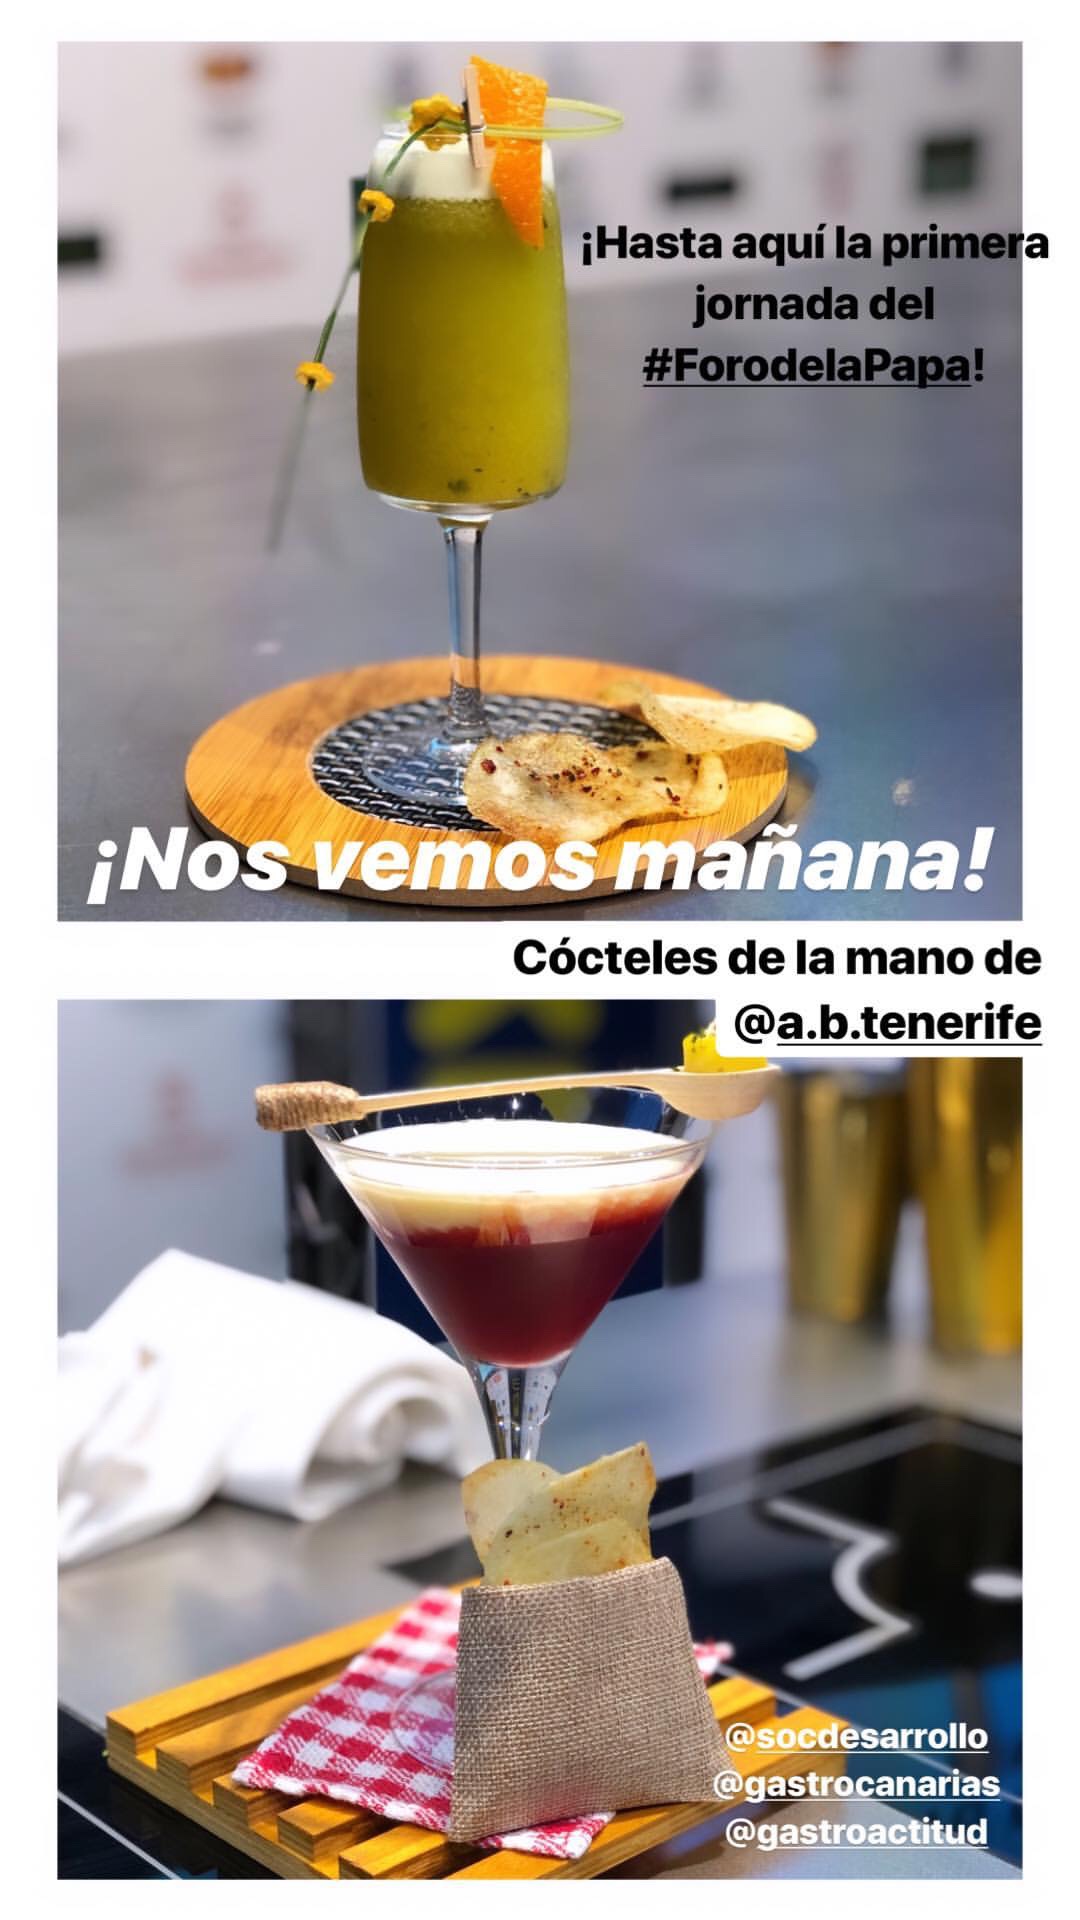 ¡Hasta aquí la primera
jornada del
#ForodelaPapa!
¡Nos vemos mañana!
Cócteles de la mano de
@a.b.tenerife
@socdesarrollo
@gastrocanarias
@gastroactitud